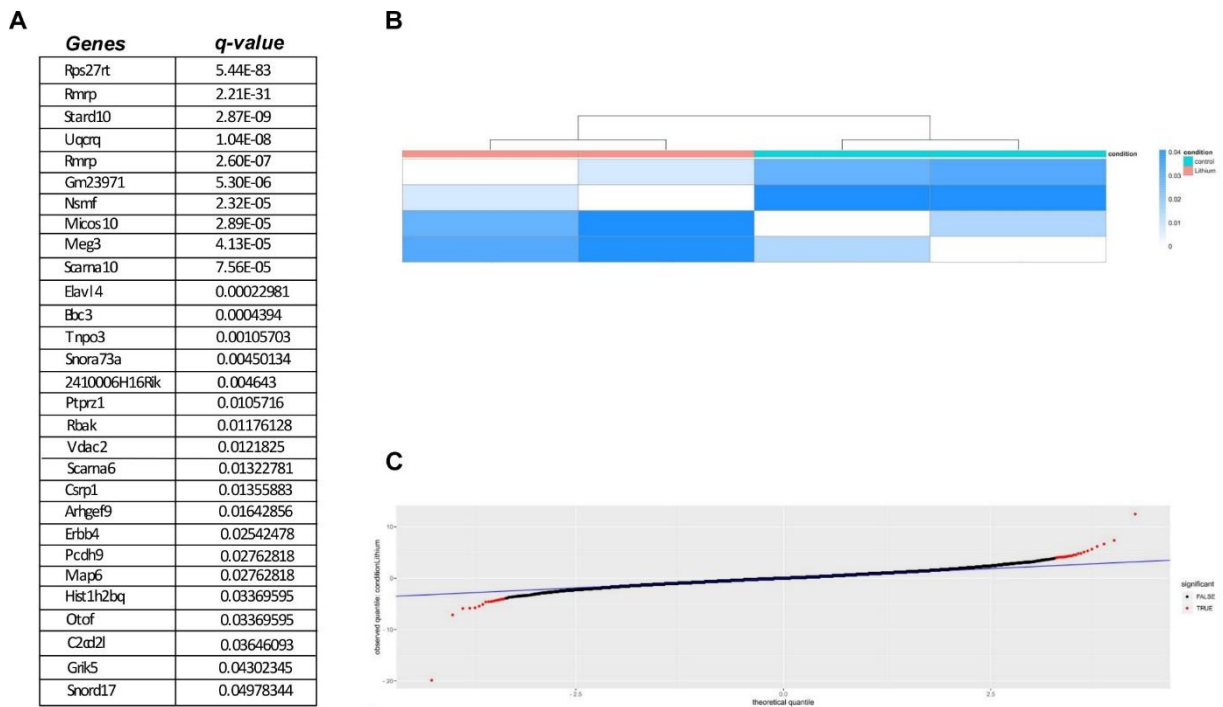 A
Genes q-value
Rps27rt 5.44E-83
Rmrp 2.21E-31
Stard10 2.87E-09
Uqcrq 1.04E-08
Rmrp 2.60E-07
Gm23971 5.30E-06
Nsmf 2.32E-05
Micos10 2.89E-05
Meg3 4.13E-05
Scarna10 7.56E-05
Elavl4 0.00022981
Bbc3 0.0004394
Tnpo3 0.00105703
Snora73a 0.00450134
2410006H16Rik 0.004643
Ptprz1 0.0105716
Rbak 0.01176128
Vdac2 0.0121825
Scarna6 0.01322781
Csrp1 0.01355883
Arhgef9 0.01642856
Erbb4 0.02542478
Pcdh9 0.02762818
Map6 0.02762818
Hist1h2bq 0.03369595
Otof 0.03369595
C2cd2l 0.03646093
Grik5 0.04302345
Snord17 0.04978344
B
condition
0.04 condition
control
0.03 Lithium
0.02
0.01
0
C
observed quantile: conditionLithium
10
0
-10
-20
-2.5 0.0 2.5
theoretical quantile
significant
FALSE
TRUE